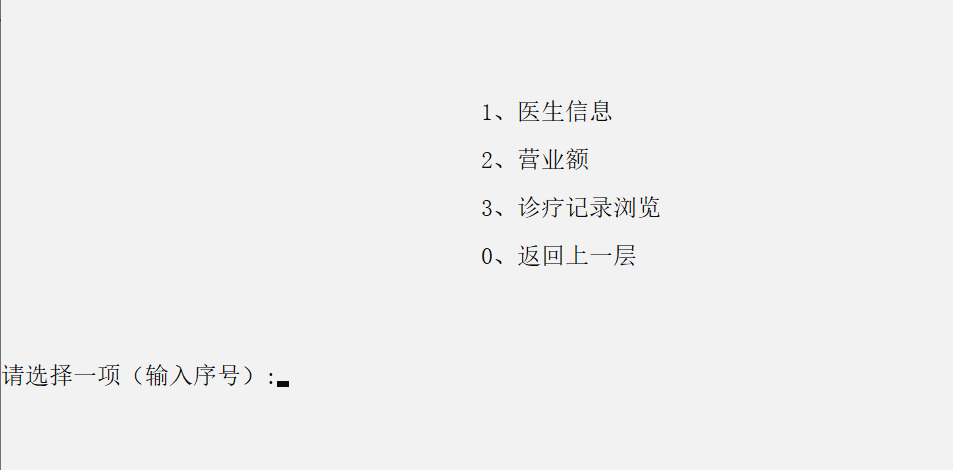 1、医生信息
2、营业额
3、诊疗记录浏览
0、返回上一层
请选择一项（输入序号）: